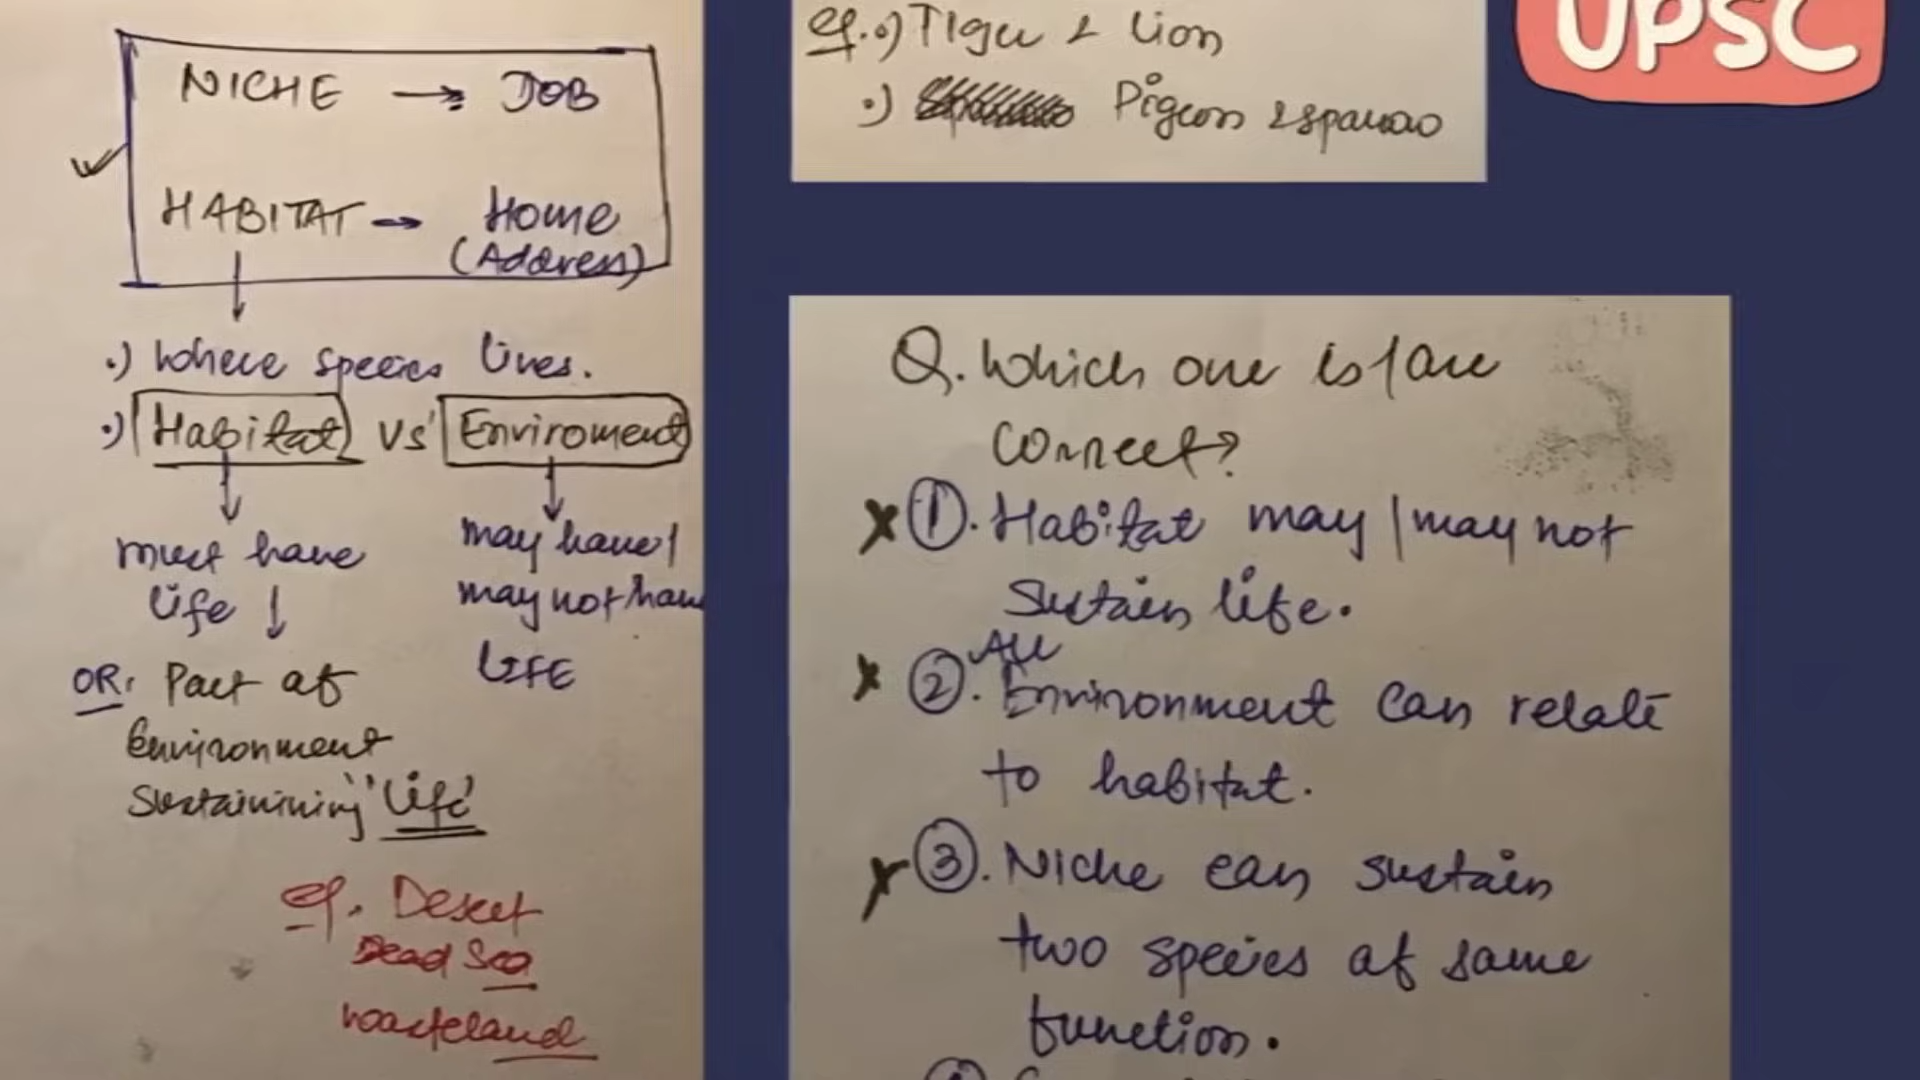 NICHE → JOB
HABITAT → Home
(Address)
.) Where species lives.
.) Habitat vs Enviroment
must have
life ↓
may have/
may not have
LIFE
OR. Part of
Environment
sustainining "life"
eg. Desert
Dead Sea
wasteland
eg. .) Tiger & lion
.) Pigeon & sparrao
UPSC
Q. Which one is/are
correct?
X ①. Habitat may/may not
sustain life.
X ②. All Environment can relate
to habitat.
X ③. Niche can sustain
two species of same
function.